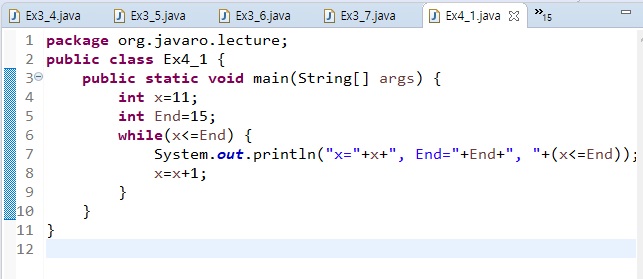 Ex3_4.java Ex3_5.java Ex3_6.java Ex3_7.java Ex4_1.java »15
1 package org.javaro.lecture;
2 public class Ex4_1 {
3 public static void main(String[] args) {
4 int x=11;
5 int End=15;
6 while(x<=End) {
7 System.out.println("x="+x+", End="+End+", "+(x<=End));
8 x=x+1;
9 }
10 }
11 }
12